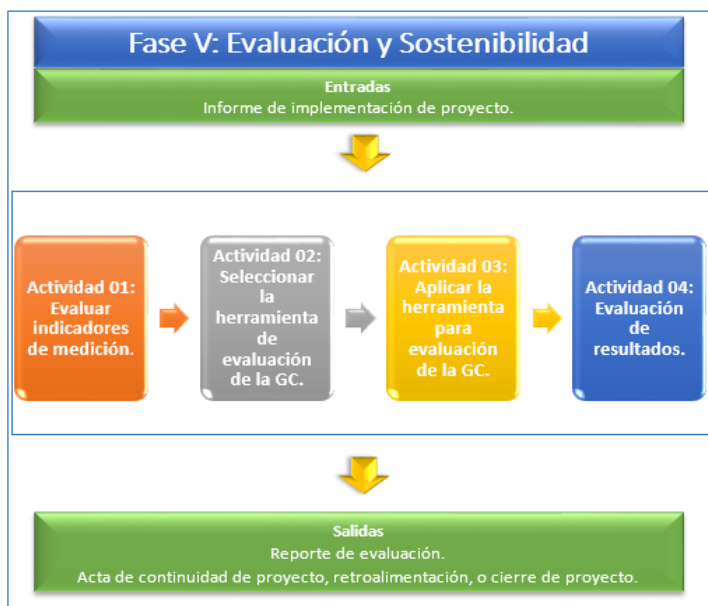 Fase V: Evaluación y Sostenibilidad
Entradas
Informe de implementación de proyecto.
Actividad 01:
Evaluar
indicadores
de medición.
Actividad 02:
Seleccionar
la
herramienta
de
evaluación
de la GC.
Actividad 03:
Aplicar la
herramienta
para
evaluación
de la GC.
Actividad 04:
Evaluación
de
resultados.
Salidas
Reporte de evaluación.
Acta de continuidad de proyecto, retroalimentación, o cierre de proyecto.